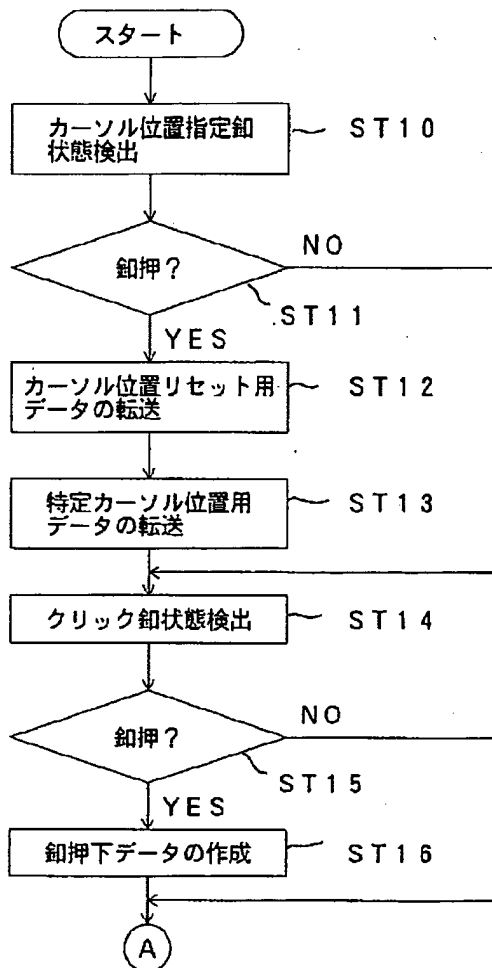 スタート
カーソル位置指定釦
状態検出
ST10
釦押?
NO
ST11
YES
カーソル位置リセット用
データの転送
ST12
特定カーソル位置用
データの転送
ST13
クリック釦状態検出
ST14
釦押?
NO
ST15
YES
釦押下データの作成
ST16
A